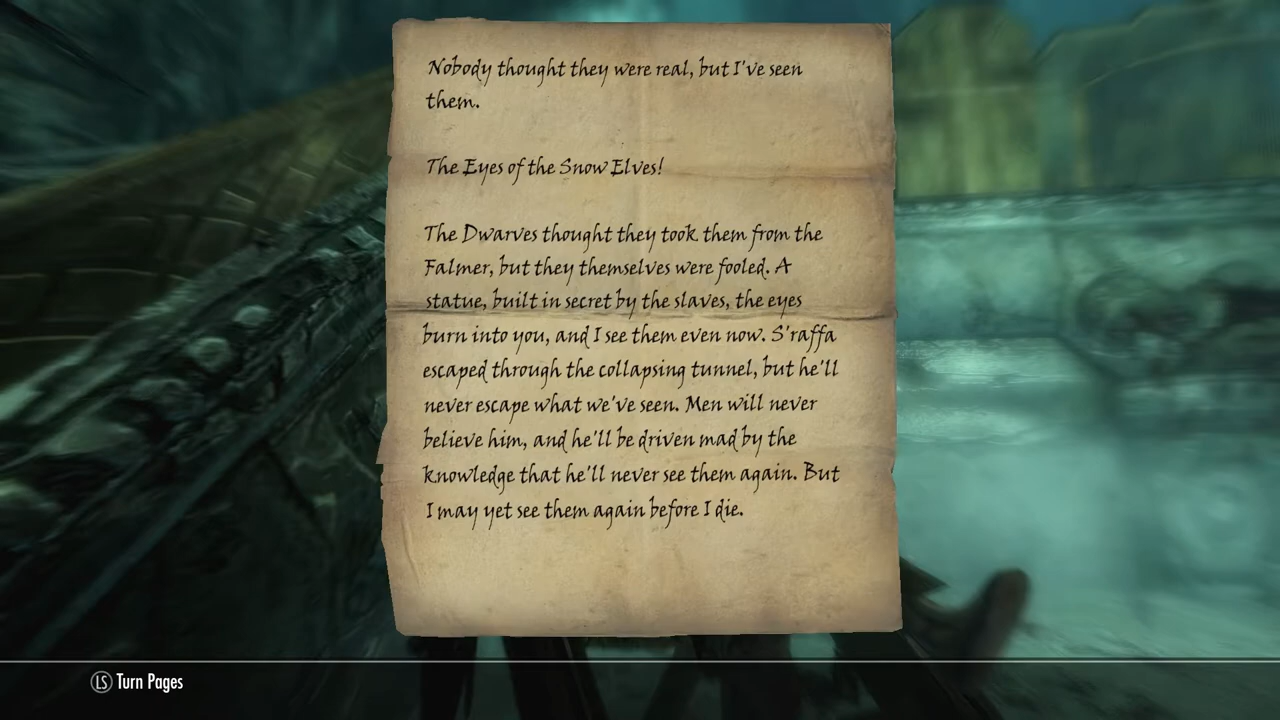 Nobody thought they were real, but I've seen
them.
The Eyes of the Snow Elves!
The Dwarves thought they took them from the
Falmer, but they themselves were fooled. A
statue, built in secret by the slaves, the eyes
burn into you, and I see them even now. S'raffa
escaped through the collapsing tunnel, but he'll
never escape what we've seen. Men will never
believe him, and he'll be driven mad by the
knowledge that he'll never see them again. But
I may yet see them again before I die.
LS Turn Pages